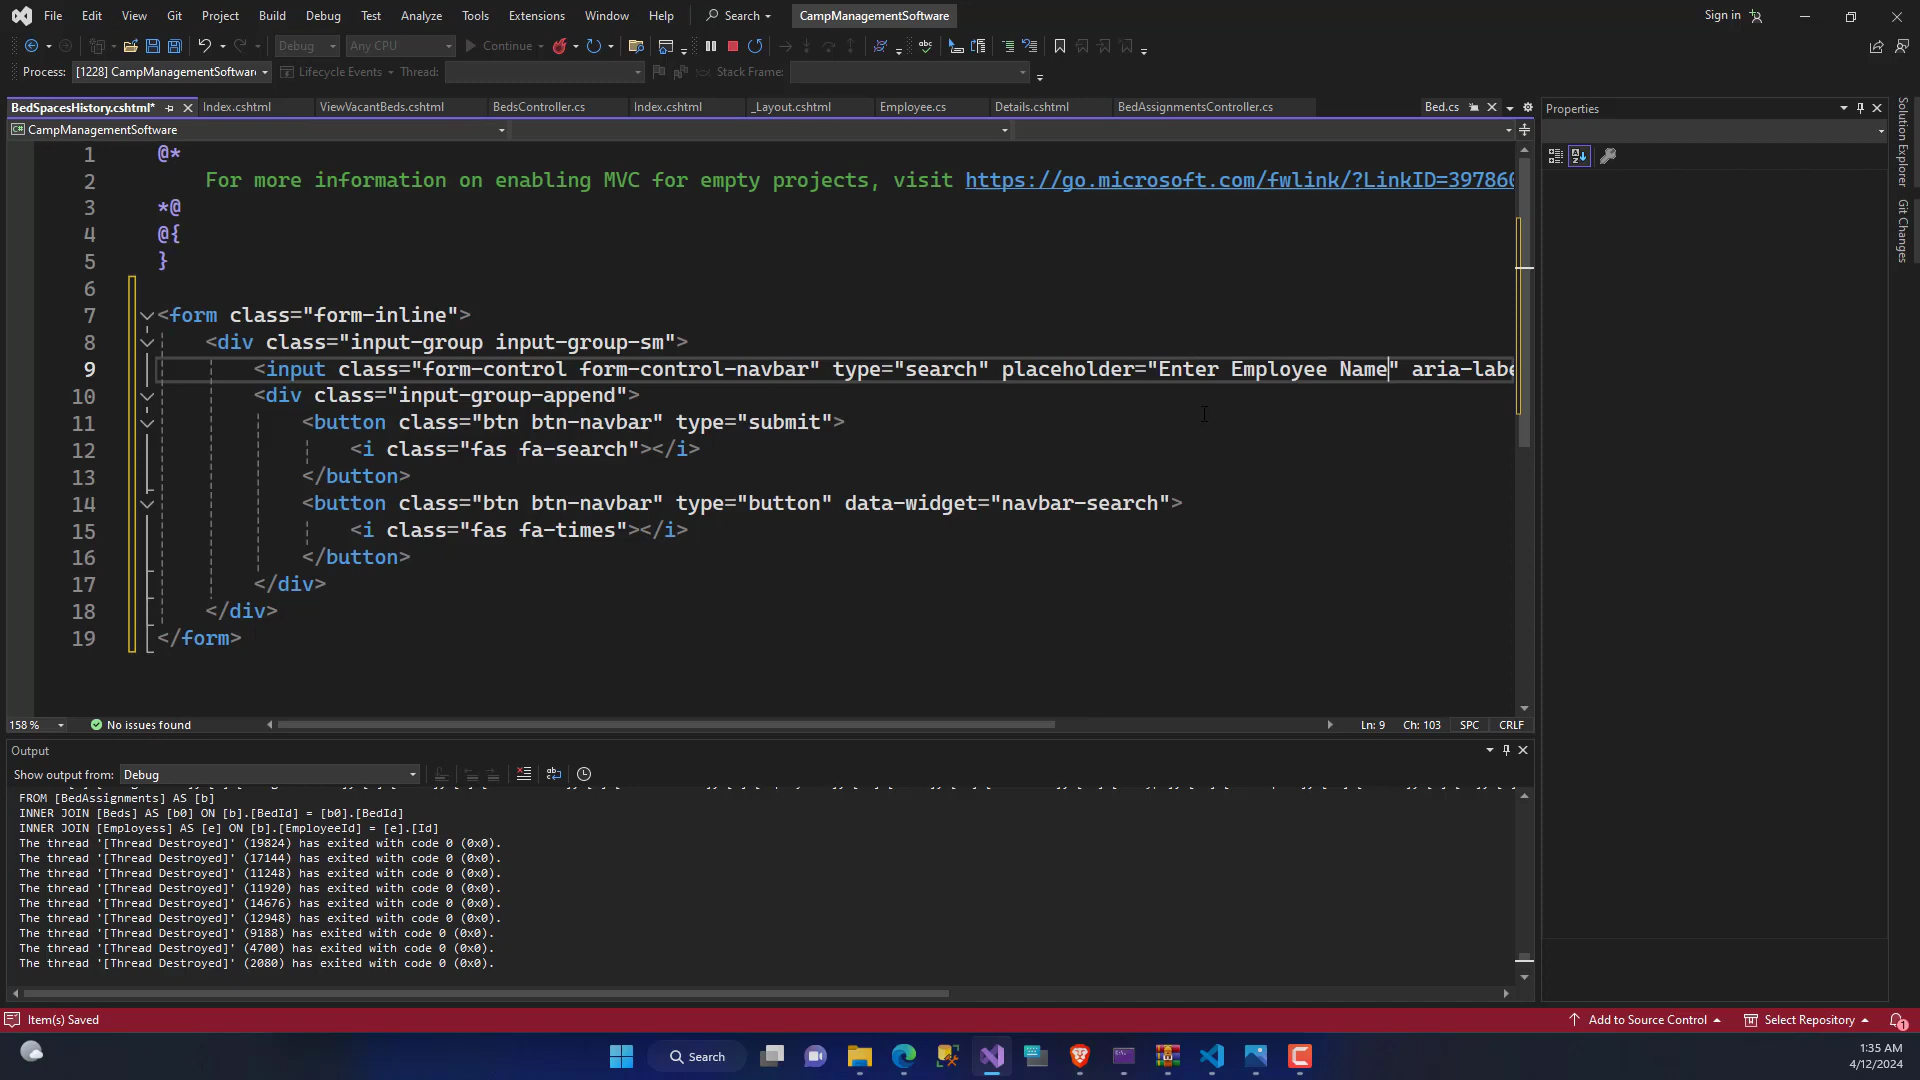 File Edit View Git Project Build Debug Test Analyze Tools Extensions Window Help Search CampManagementSoftware Sign in
Debug Any CPU Continue
Process: [1228] CampManagementSoftwar Lifecycle Events Thread: Stack Frame:
BedSpacesHistory.cshtml* Index.cshtml ViewVacantBeds.cshtml BedsController.cs Index.cshtml _Layout.cshtml Employee.cs Details.cshtml BedAssignmentsController.cs Bed.cs Properties
CampManagementSoftware
Solution Explorer
Git Changes
1 @*
2 For more information on enabling MVC for empty projects, visit https://go.microsoft.com/fwlink/?LinkID=397860
3 *@
4 @{
5 }
6
7 <form class="form-inline">
8 <div class="input-group input-group-sm">
9 <input class="form-control form-control-navbar" type="search" placeholder="Enter Employee Name" aria-labe
10 <div class="input-group-append">
11 <button class="btn btn-navbar" type="submit">
12 <i class="fas fa-search"></i>
13 </button>
14 <button class="btn btn-navbar" type="button" data-widget="navbar-search">
15 <i class="fas fa-times"></i>
16 </button>
17 </div>
18 </div>
19 </form>
158 % No issues found Ln: 9 Ch: 103 SPC CRLF
Output
Show output from: Debug
FROM [BedAssignments] AS [b]
INNER JOIN [Beds] AS [b0] ON [b].[BedId] = [b0].[BedId]
INNER JOIN [Employess] AS [e] ON [b].[EmployeeId] = [e].[Id]
The thread '[Thread Destroyed]' (19824) has exited with code 0 (0x0).
The thread '[Thread Destroyed]' (17144) has exited with code 0 (0x0).
The thread '[Thread Destroyed]' (11248) has exited with code 0 (0x0).
The thread '[Thread Destroyed]' (11920) has exited with code 0 (0x0).
The thread '[Thread Destroyed]' (14676) has exited with code 0 (0x0).
The thread '[Thread Destroyed]' (12948) has exited with code 0 (0x0).
The thread '[Thread Destroyed]' (9188) has exited with code 0 (0x0).
The thread '[Thread Destroyed]' (4700) has exited with code 0 (0x0).
The thread '[Thread Destroyed]' (2080) has exited with code 0 (0x0).
Item(s) Saved Add to Source Control Select Repository 1
Search
1:35 AM
4/12/2024